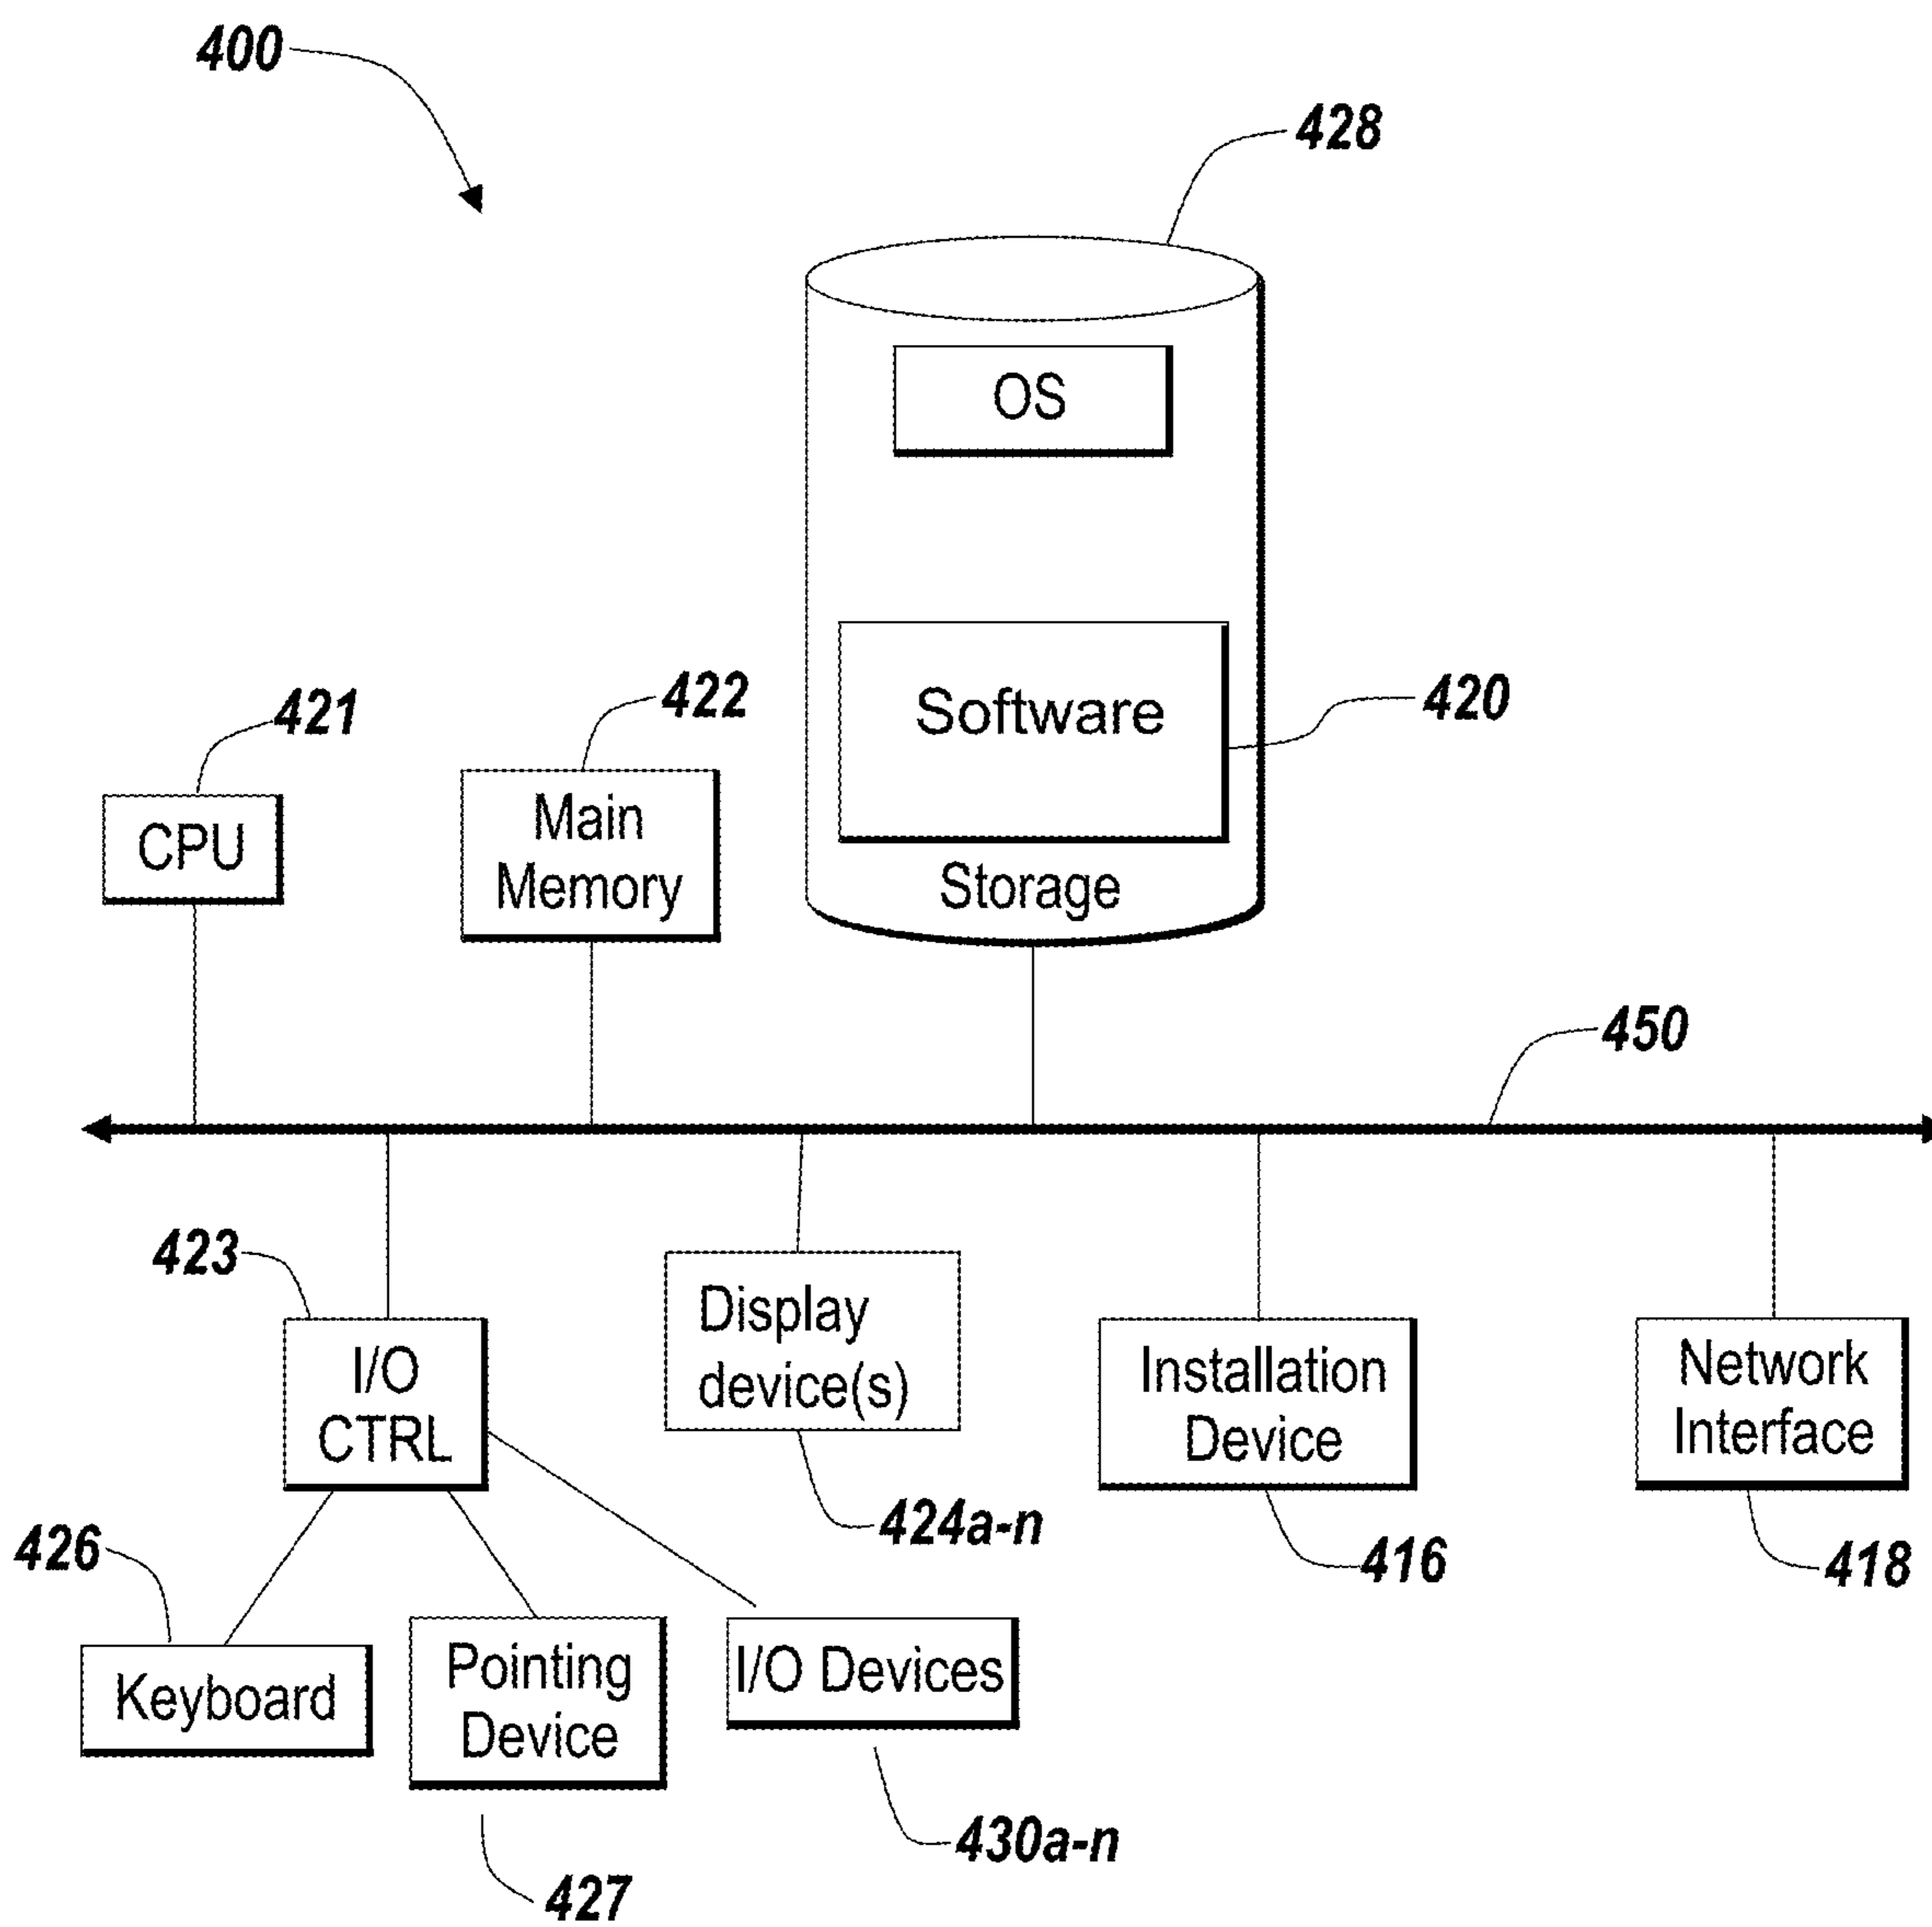 400
428
OS
Software
420
Storage
421
CPU
422
Main
Memory
450
423
I/O
CTRL
Display
device(s)
424a-n
Installation
Device
416
Network
Interface
418
426
Keyboard
Pointing
Device
427
I/O Devices
430a-n